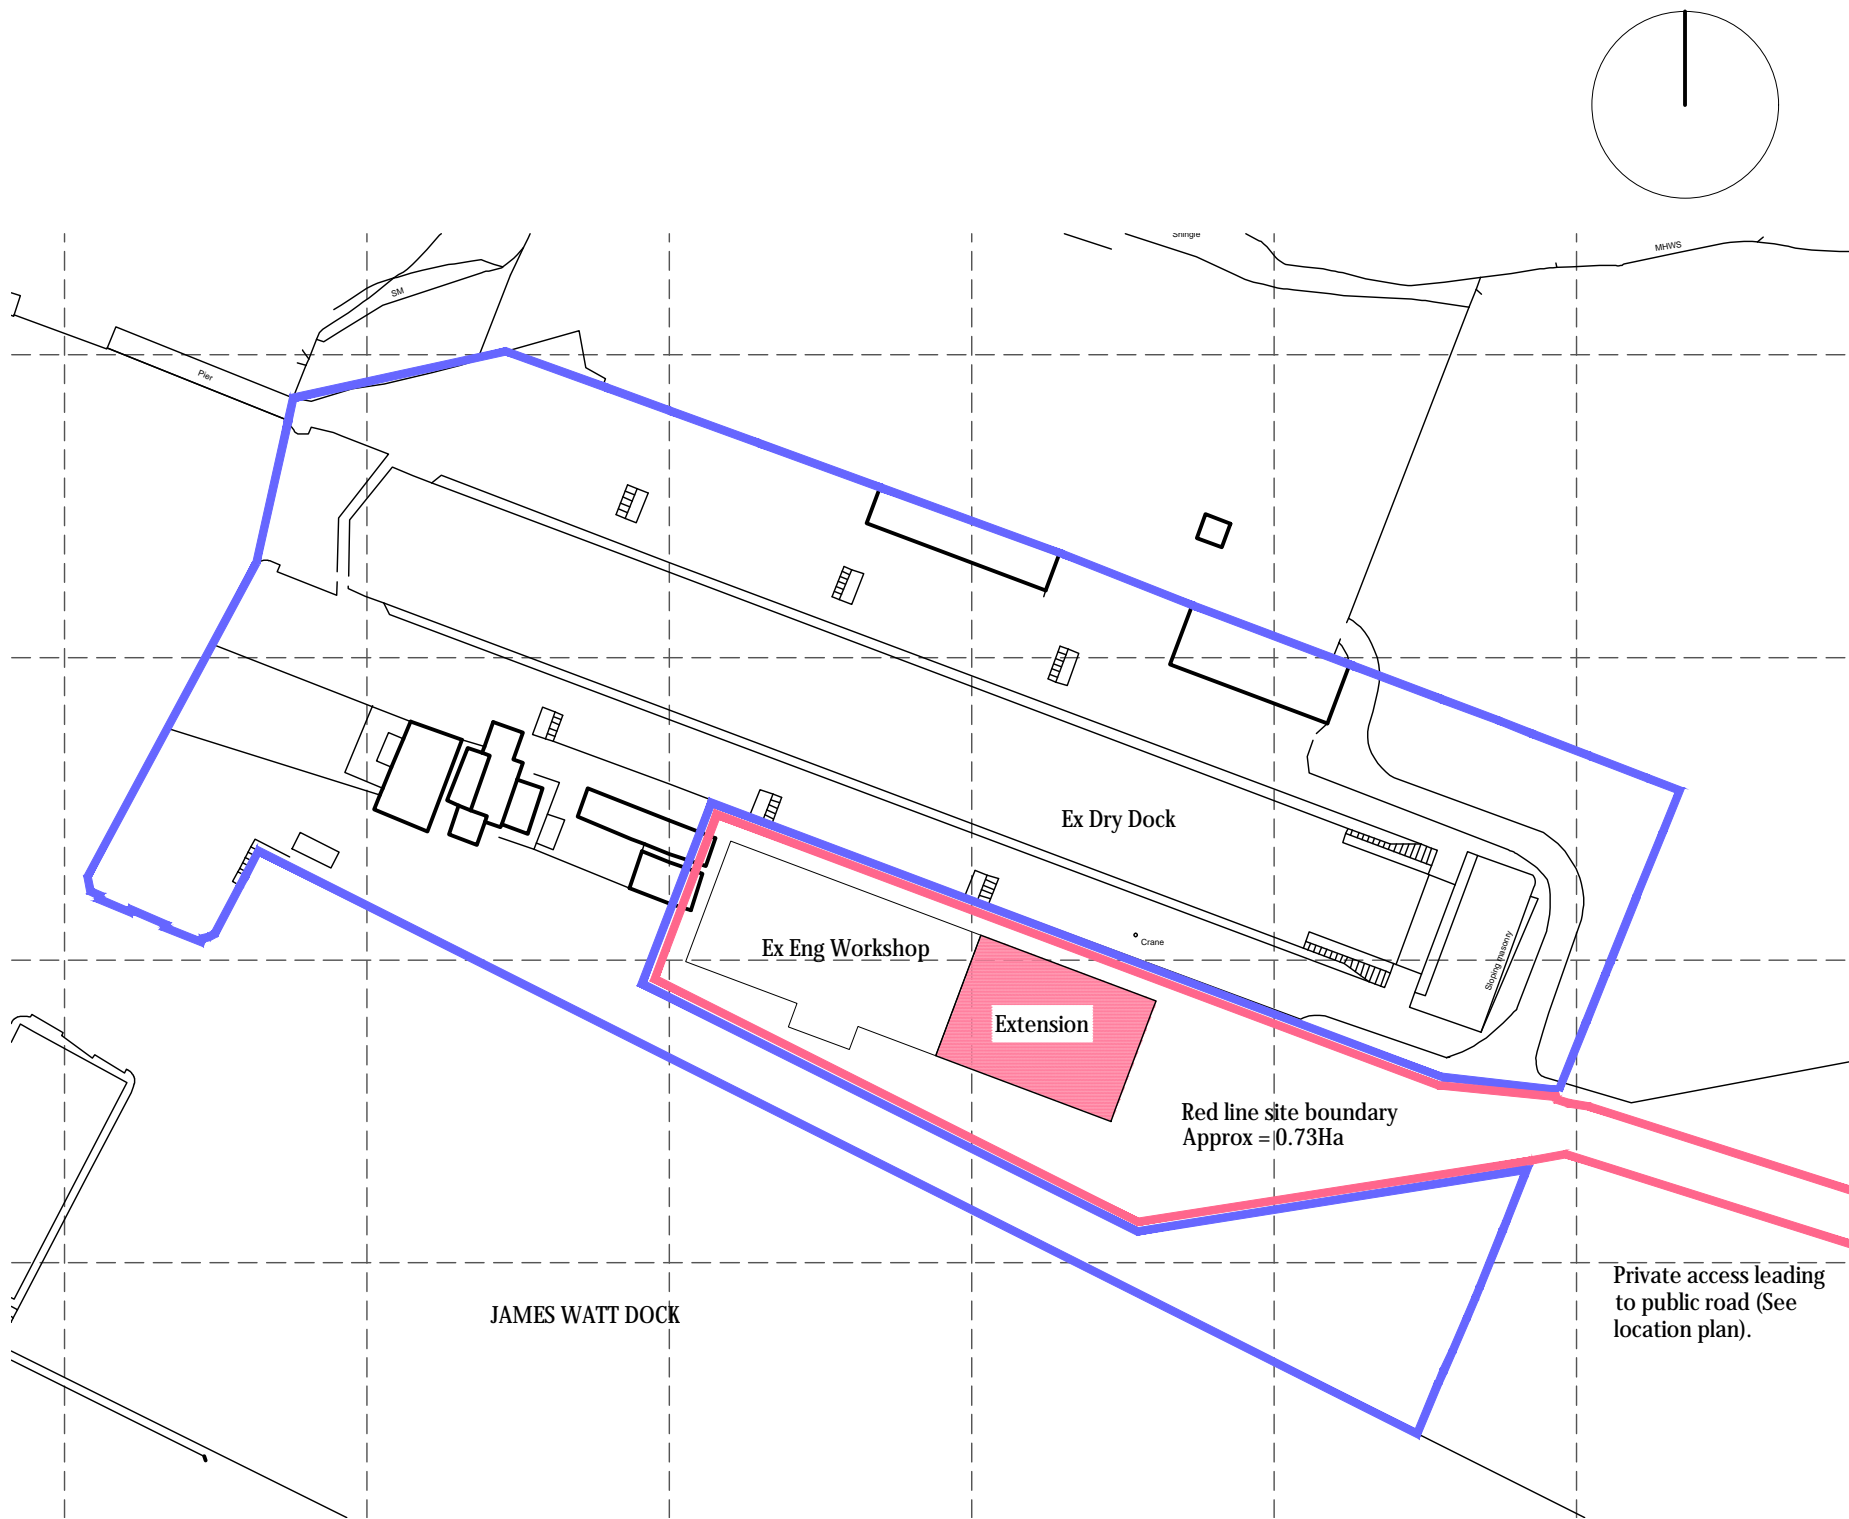 Shingle
MHWS
SM
Pier
Ex Dry Dock
Crane
Sloping masonry
Ex Eng Workshop
Extension
Red line site boundary
Approx = 0.73Ha
Private access leading
to public road (See
location plan).
JAMES WATT DOCK